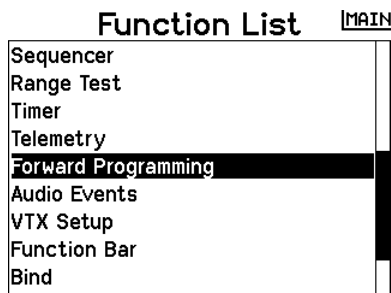 Function List
MAIN
Sequencer
Range Test
Timer
Telemetry
Forward Programming
Audio Events
VTX Setup
Function Bar
Bind